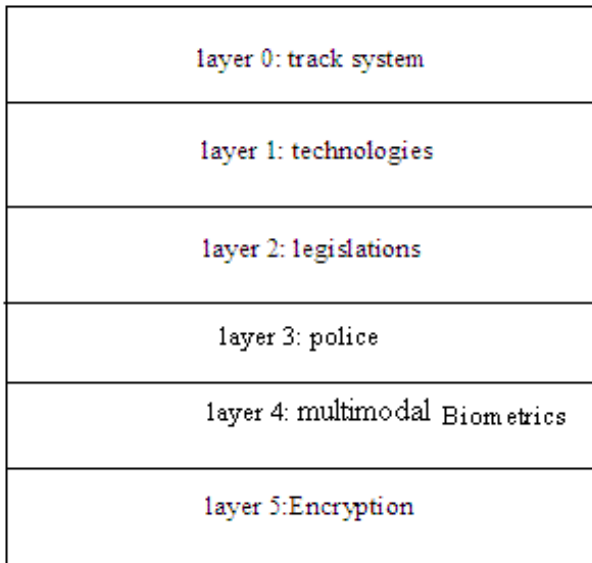 layer 0: track system
layer 1: technologies
layer 2: legislations
layer 3: police
layer 4: multimodal Biometrics
layer 5:Encryption